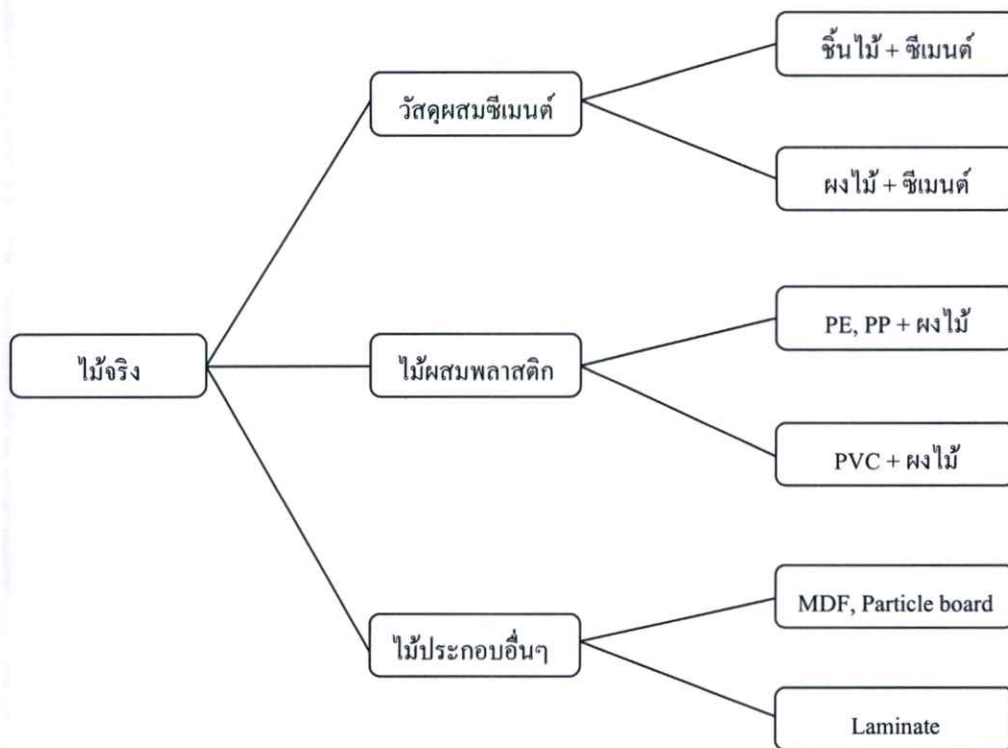 ชิ้นไม้ + ซีเมนต์
วัสดุผสมซีเมนต์
ผงไม้ + ซีเมนต์
PE, PP + ผงไม้
ไม้จริง
ไม้ผสมพลาสติก
PVC + ผงไม้
MDF, Particle board
ไม้ประกอบอื่นๆ
Laminate